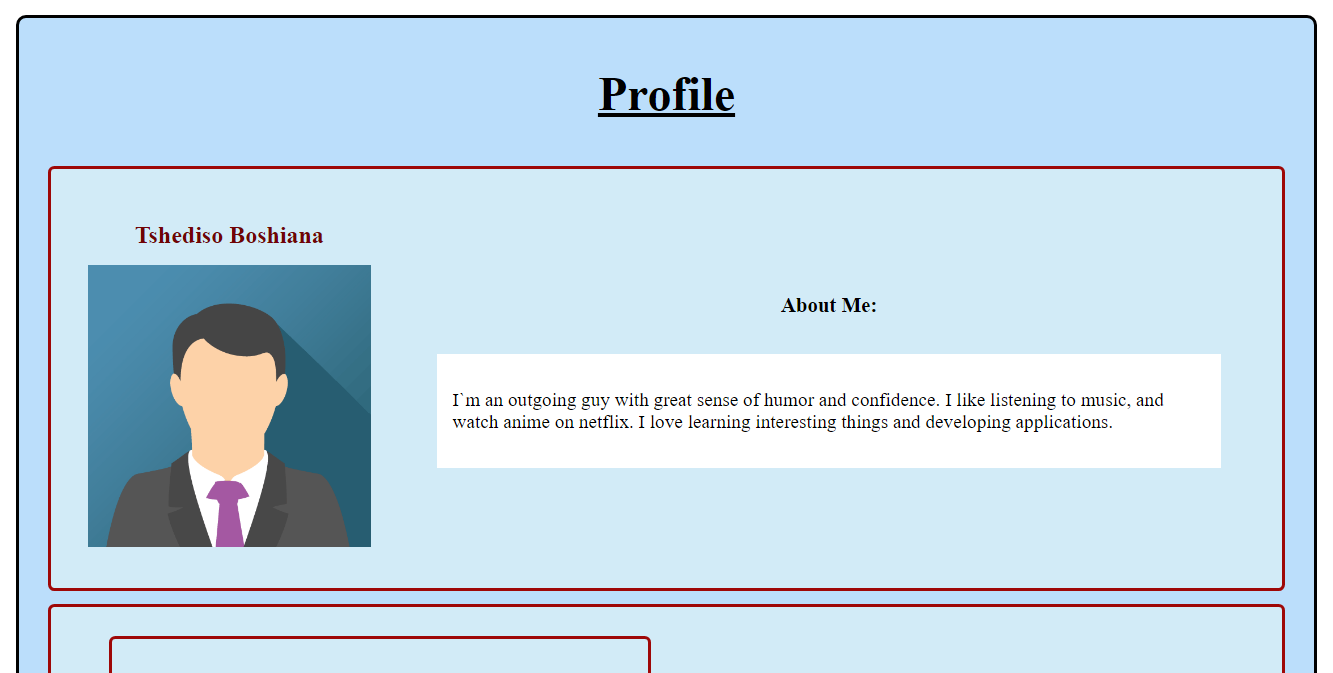 Profile
Tshediso Boshiana
About Me:
I`m an outgoing guy with great sense of humor and confidence. I like listening to music, and
watch anime on netflix. I love learning interesting things and developing applications.